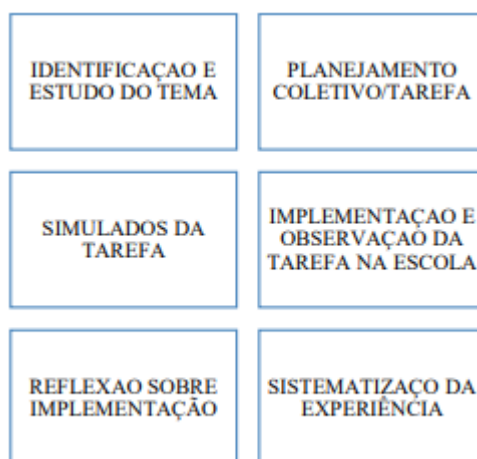 IDENTIFICAÇAO E
ESTUDO DO TEMA
PLANEJAMENTO
COLETIVO/TAREFA
SIMULADOS DA
TAREFA
IMPLEMENTAÇAO E
OBSERVAÇAO DA
TAREFA NA ESCOLA
REFLEXAO SOBRE
IMPLEMENTAÇÃO
SISTEMATIZAÇO DA
EXPERIÊNCIA